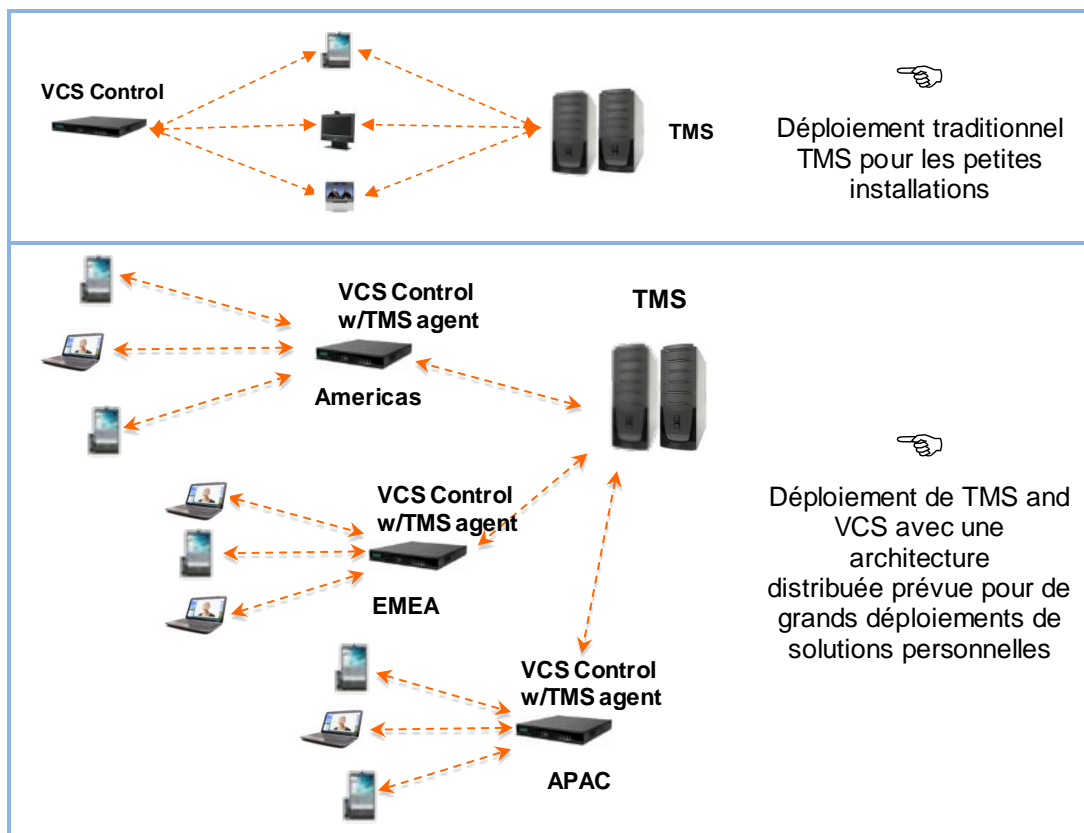 VCS Control
TMS
☜
Déploiement traditionnel
TMS pour les petites
installations
VCS Control
w/TMS agent
Americas
TMS
VCS Control
w/TMS agent
EMEA
VCS Control
w/TMS agent
APAC
☜
Déploiement de TMS and
VCS avec une
architecture
distribuée prévue pour de
grands déploiements de
solutions personnelles